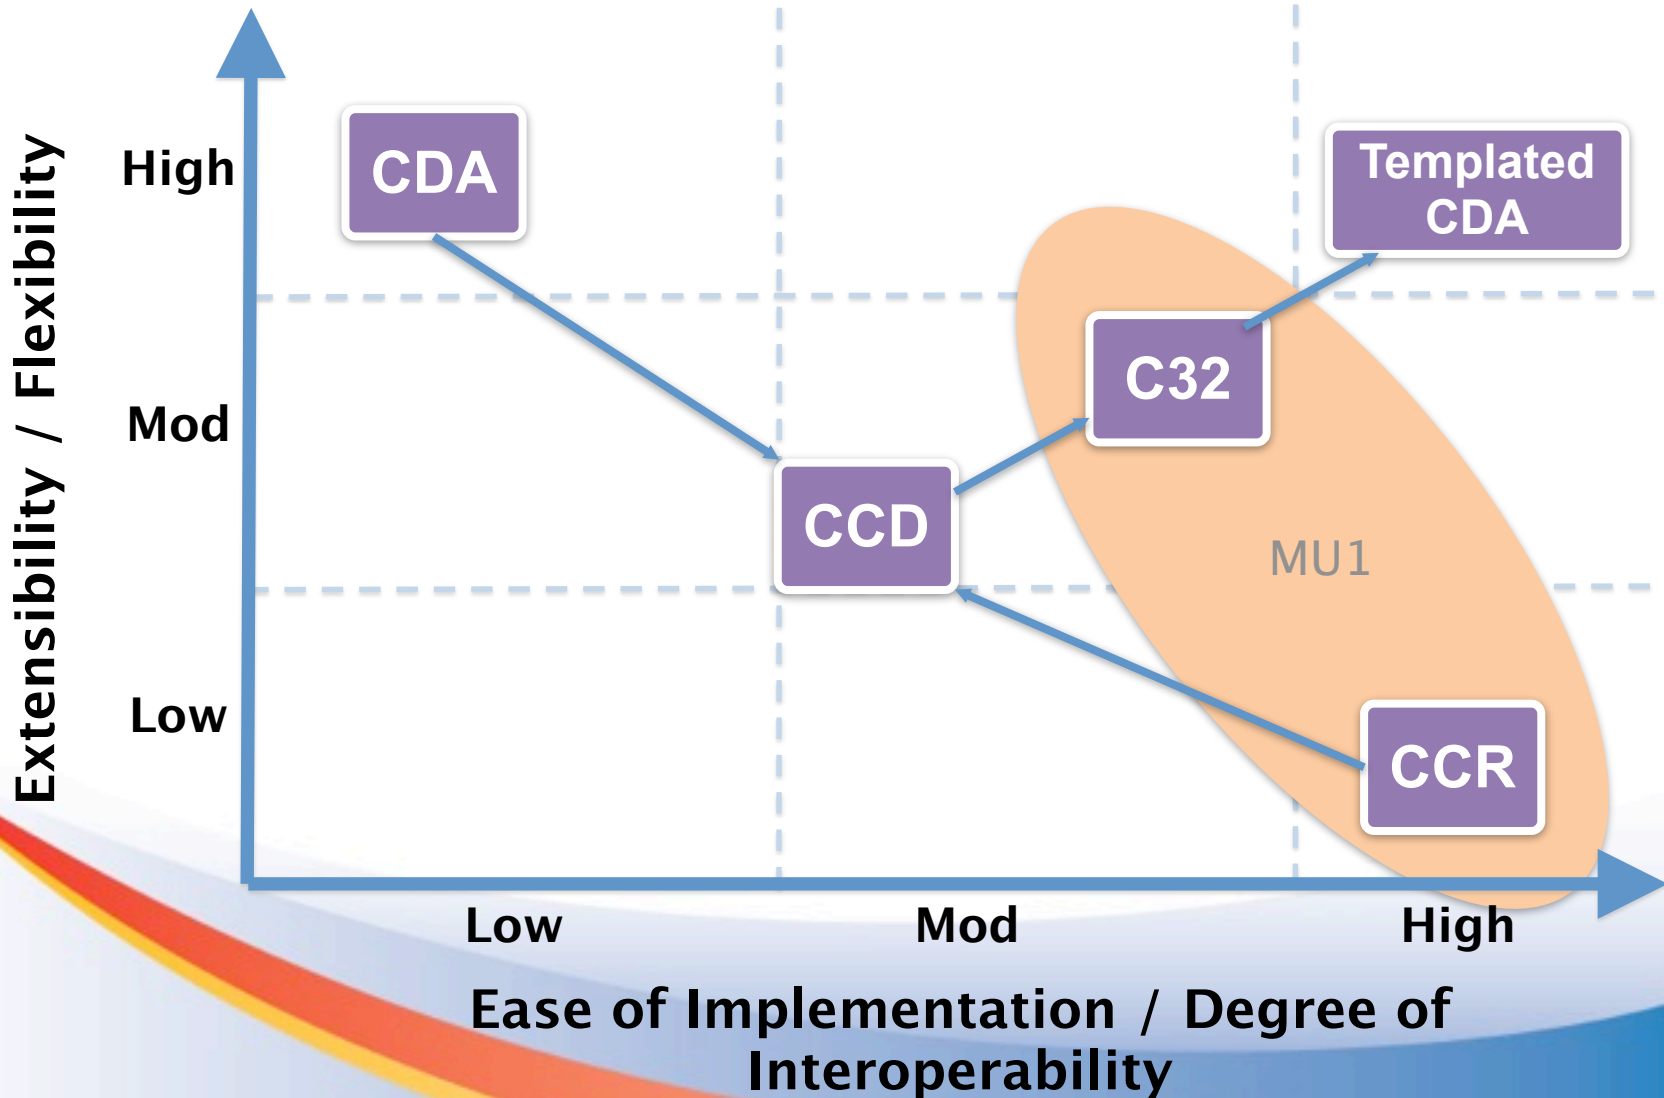 Extensibility / Flexibility
High
Mod
Low
CDA
Templated
CDA
C32
CCD
MU1
CCR
Low
Mod
High
Ease of Implementation / Degree of
Interoperability